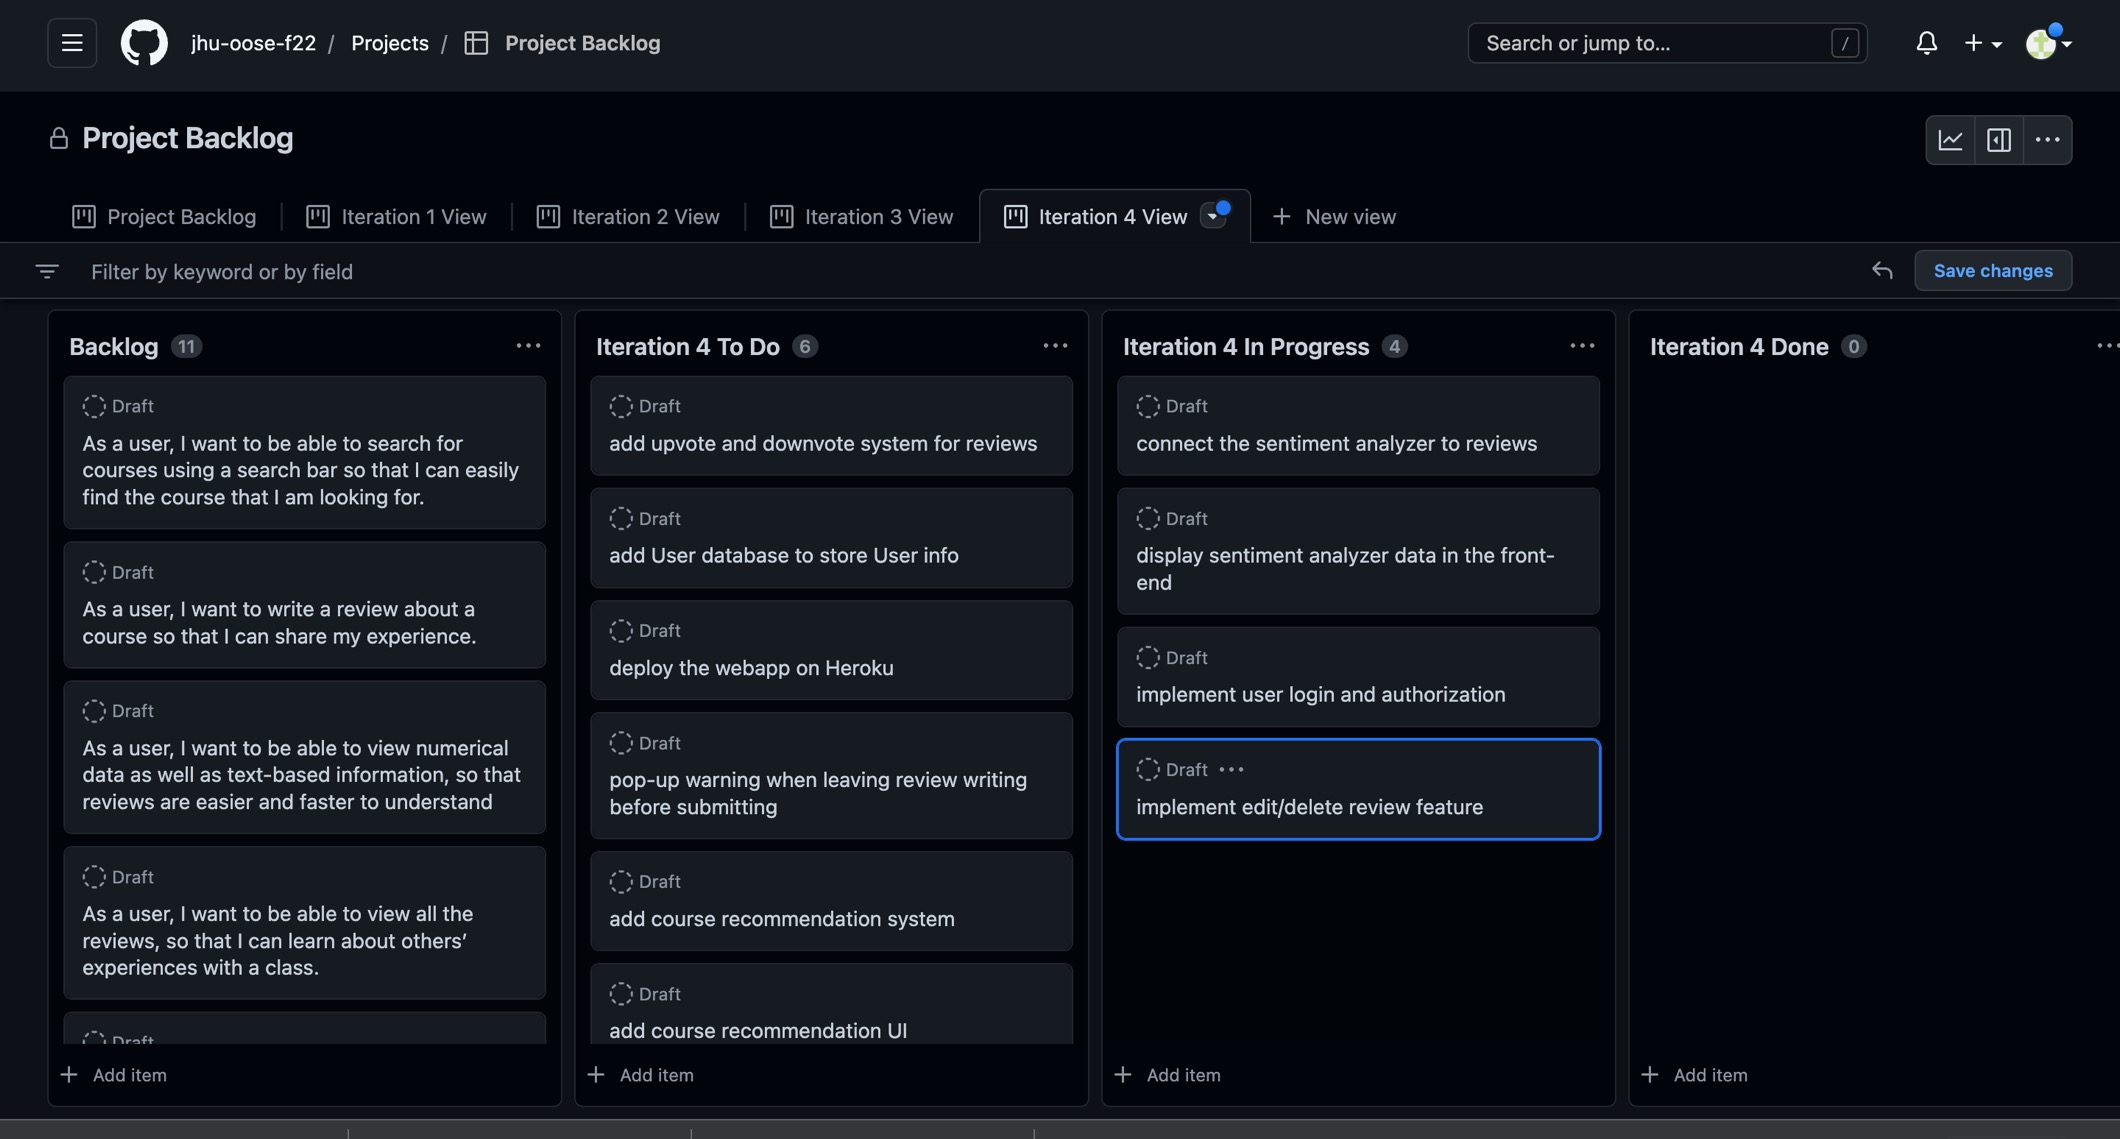 jhu-oose-f22 / Projects / Project Backlog
Search or jump to... /
Project Backlog
Project Backlog
Iteration 1 View
Iteration 2 View
Iteration 3 View
Iteration 4 View
New view
Filter by keyword or by field
Save changes
Backlog 11
Draft
As a user, I want to be able to search for
courses using a search bar so that I can easily
find the course that I am looking for.
Draft
As a user, I want to write a review about a
course so that I can share my experience.
Draft
As a user, I want to be able to view numerical
data as well as text-based information, so that
reviews are easier and faster to understand
Draft
As a user, I want to be able to view all the
reviews, so that I can learn about others’
experiences with a class.
Draft
Add item
Iteration 4 To Do 6
Draft
add upvote and downvote system for reviews
Draft
add User database to store User info
Draft
deploy the webapp on Heroku
Draft
pop-up warning when leaving review writing
before submitting
Draft
add course recommendation system
Draft
add course recommendation UI
Add item
Iteration 4 In Progress 4
Draft
connect the sentiment analyzer to reviews
Draft
display sentiment analyzer data in the front-
end
Draft
implement user login and authorization
Draft
implement edit/delete review feature
Add item
Iteration 4 Done 0
Add item